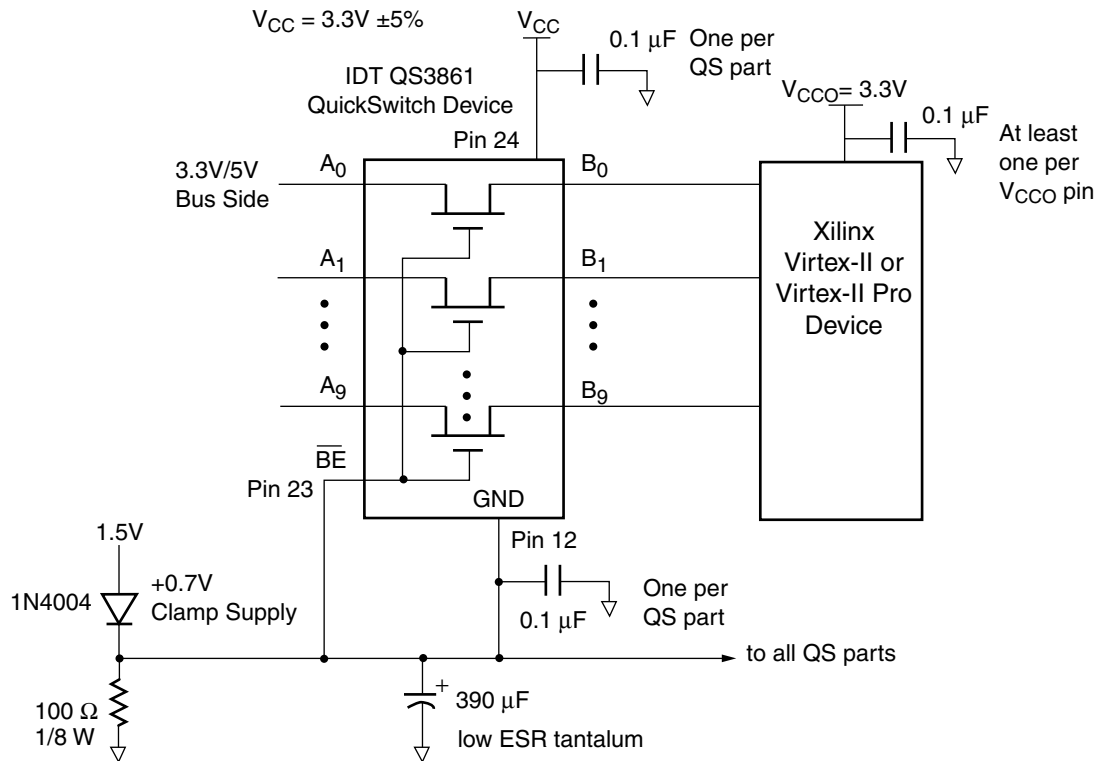 V_CC = 3.3V ±5%
V_CC
0.1 µF
One per
QS part
IDT QS3861
QuickSwitch Device
Pin 24
V_CCO= 3.3V
0.1 µF
At least
one per
V_CCO pin
3.3V/5V
Bus Side
A_0
B_0
A_1
B_1
A_9
B_9
Xilinx
Virtex-II or
Virtex-II Pro
Device
B̅E̅
Pin 23
GND
Pin 12
1.5V
1N4004
+0.7V
Clamp Supply
0.1 µF
One per
QS part
to all QS parts
100 Ω
1/8 W
+
390 µF
low ESR tantalum